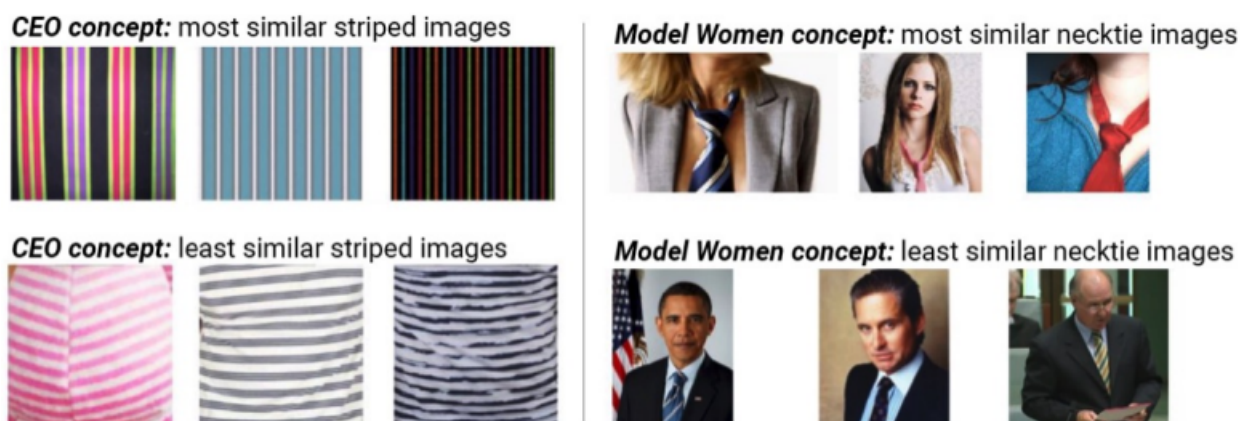 CEO concept: most similar striped images
CEO concept: least similar striped images
Model Women concept: most similar necktie images
Model Women concept: least similar necktie images